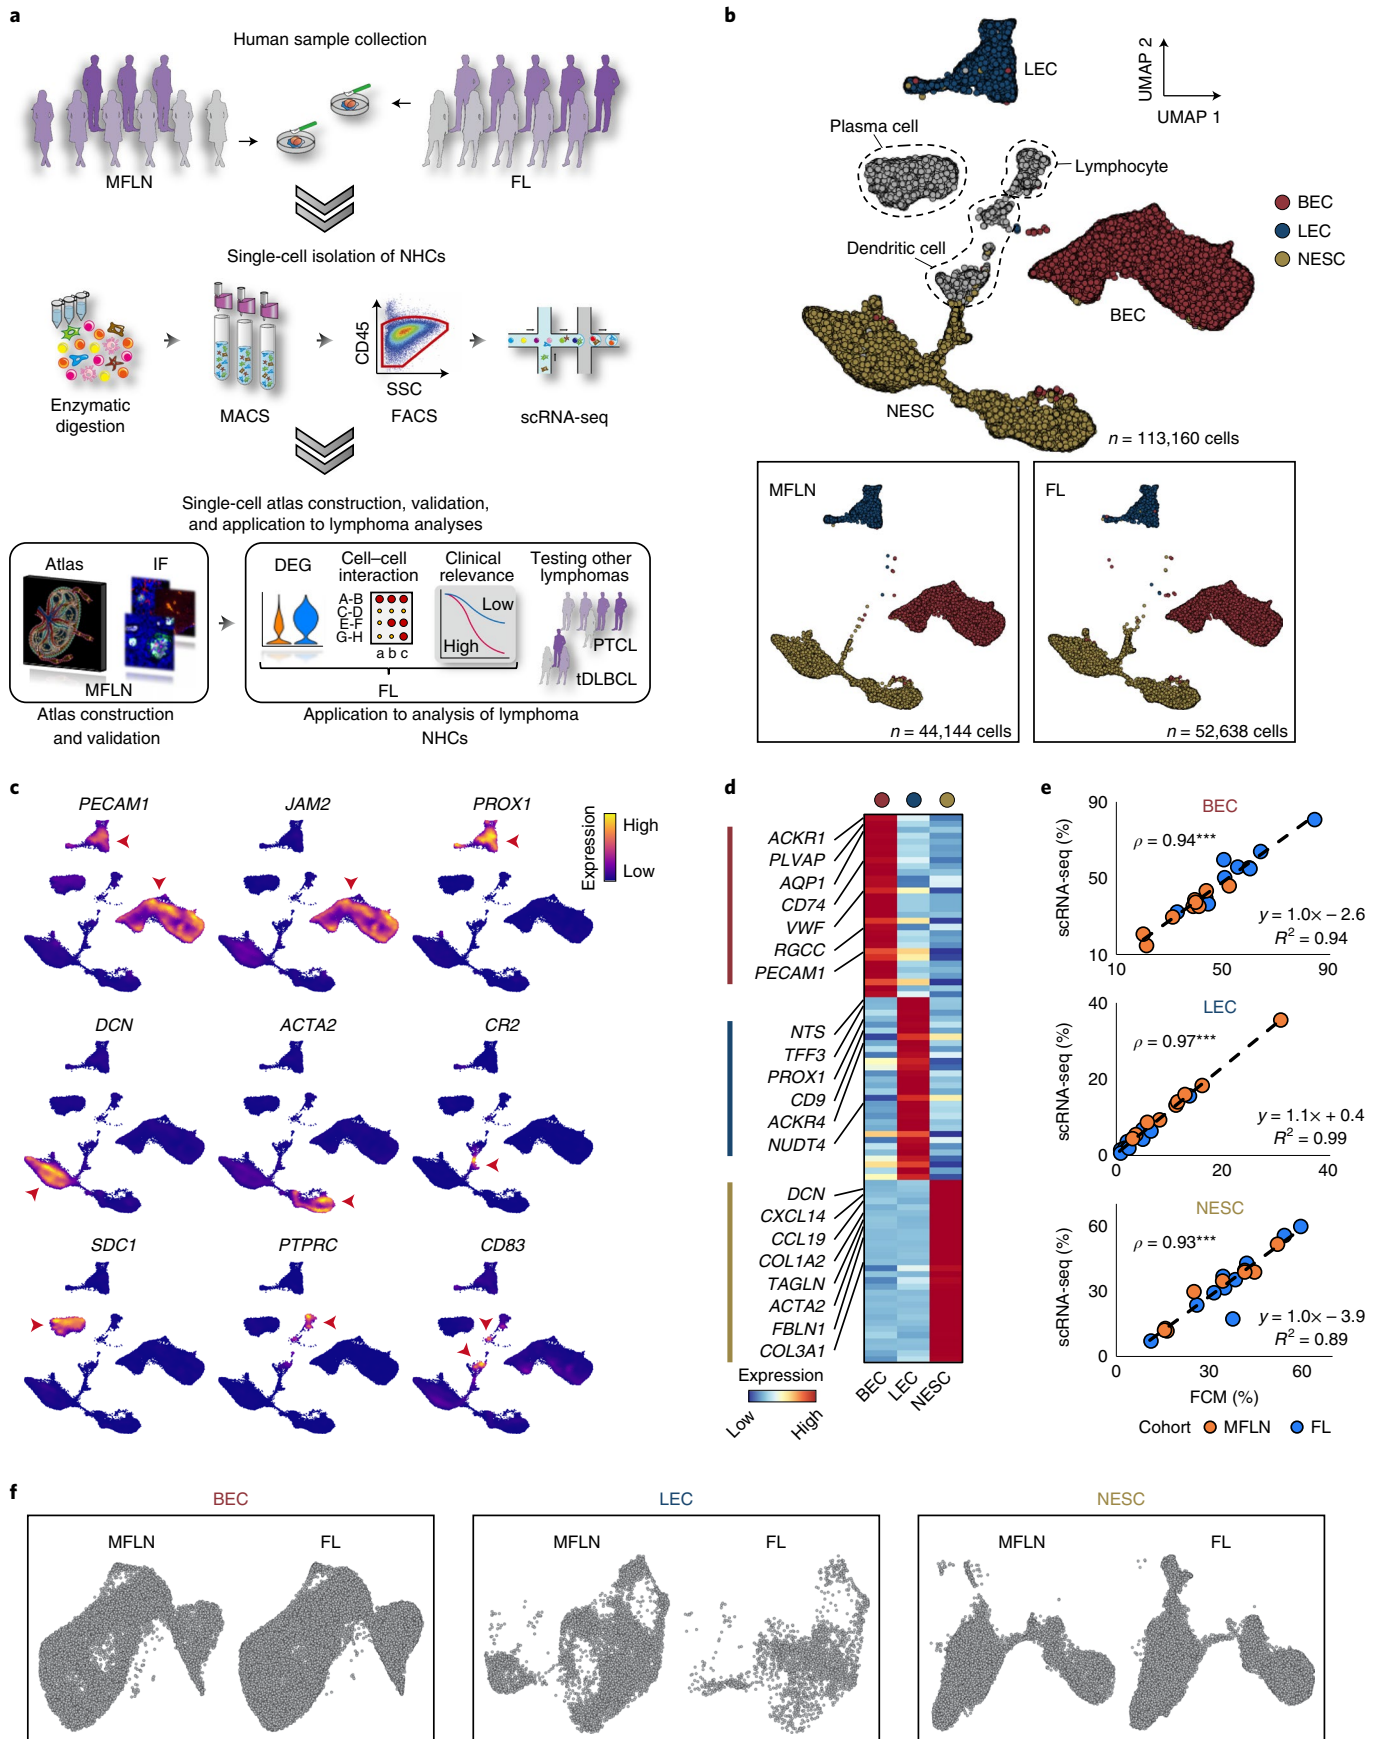 a
Human sample collection
MFLN
FL
Single-cell isolation of NHCs
CD45
SSC
Enzymatic
digestion
MACS
FACS
scRNA-seq
Single-cell atlas construction, validation,
and application to lymphoma analyses
Atlas
IF
MFLN
DEG
Cell–cell
interaction
A-B
C-D
E-F
G-H
a b c
Clinical
relevance
Low
High
Testing other
lymphomas
PTCL
tDLBCL
FL
Atlas construction
and validation
Application to analysis of lymphoma
NHCs
b
LEC
UMAP 2
UMAP 1
Plasma cell
Lymphocyte
Dendritic cell
BEC
NESC
BEC
LEC
NESC
n = 113,160 cells
MFLN
n = 44,144 cells
FL
n = 52,638 cells
c
PECAM1
JAM2
PROX1
Expression
High
Low
DCN
ACTA2
CR2
SDC1
PTPRC
CD83
d
ACKR1
PLVAP
AQP1
CD74
VWF
RGCC
PECAM1
NTS
TFF3
PROX1
CD9
ACKR4
NUDT4
DCN
CXCL14
CCL19
COL1A2
TAGLN
ACTA2
FBLN1
COL3A1
Expression
Low
High
BEC
LEC
NESC
e
BEC
scRNA-seq (%)
90
50
10
ρ = 0.94***
y = 1.0× − 2.6
R² = 0.94
10
50
90
LEC
scRNA-seq (%)
40
20
0
ρ = 0.97***
y = 1.1× + 0.4
R² = 0.99
0
20
40
NESC
scRNA-seq (%)
60
30
0
ρ = 0.93***
y = 1.0× − 3.9
R² = 0.89
0
30
60
FCM (%)
Cohort
MFLN
FL
f
BEC
MFLN
FL
LEC
MFLN
FL
NESC
MFLN
FL